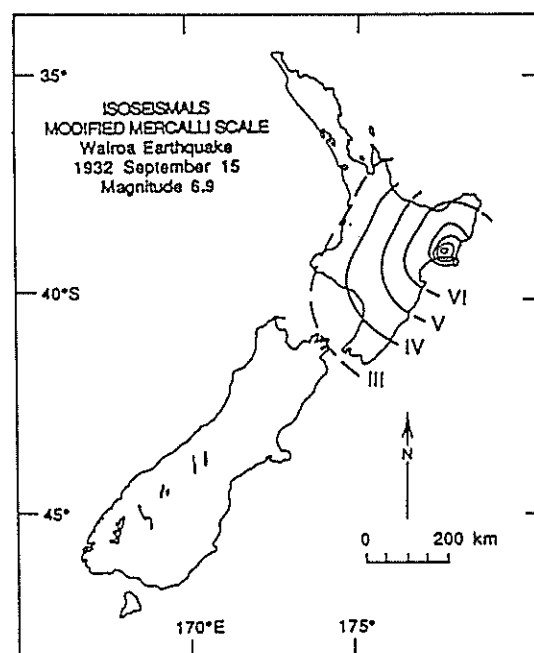 35°
ISOSEISMALS
MODIFIED MERCALLI SCALE
Wairoa Earthquake
1932 September 15
Magnitude 6.9
40°S
VI
V
IV
III
N
45°
0 200 km
170°E 175°